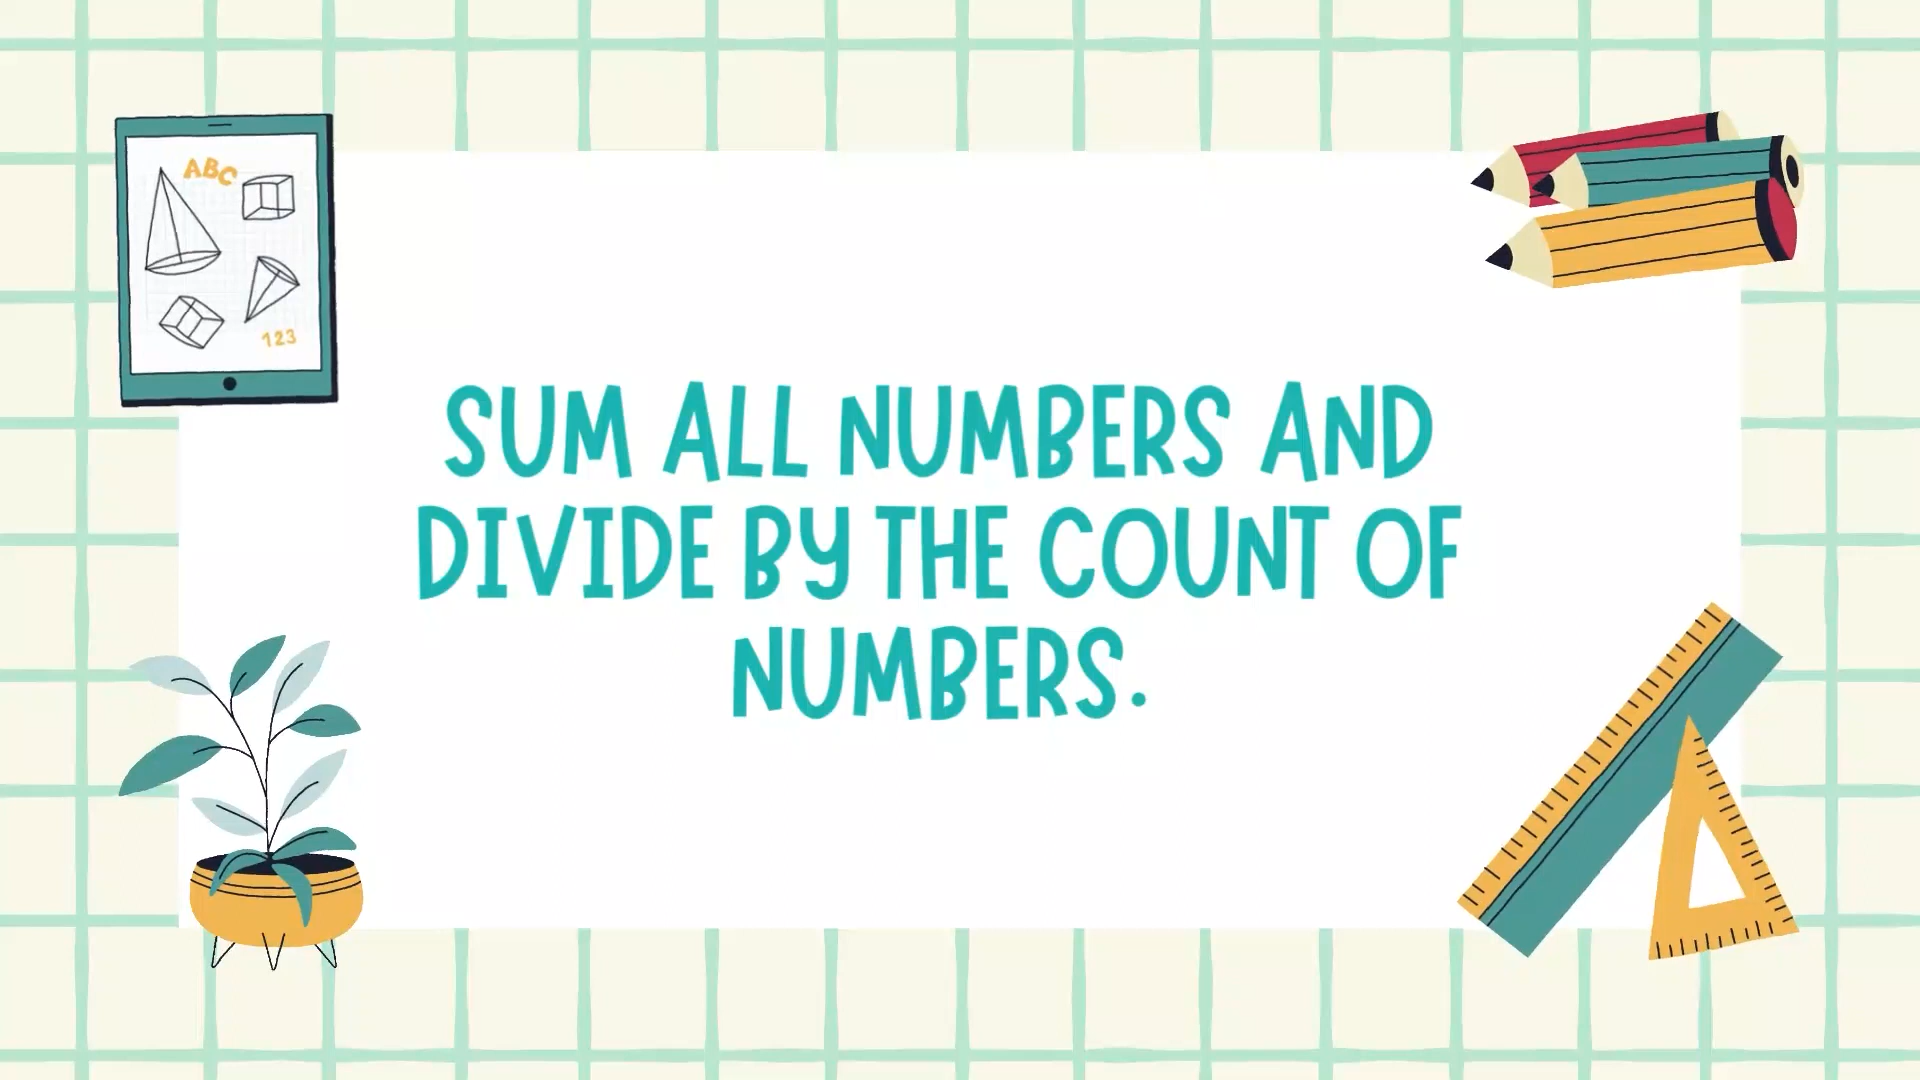 ABC
123
SUM ALL NUMBERS AND
DIVIDE BY THE COUNT OF
NUMBERS.